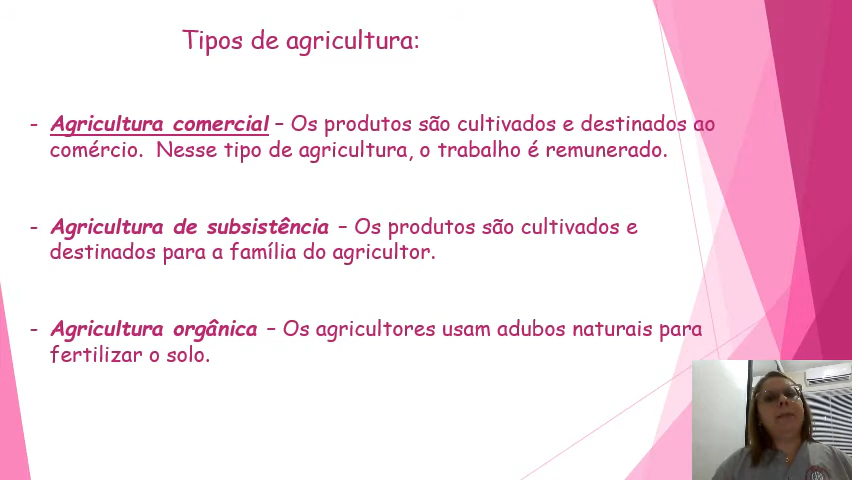 Tipos de agricultura:
- Agricultura comercial – Os produtos são cultivados e destinados ao
comércio.  Nesse tipo de agricultura, o trabalho é remunerado.
- Agricultura de subsistência – Os produtos são cultivados e
destinados para a família do agricultor.
- Agricultura orgânica – Os agricultores usam adubos naturais para
fertilizar o solo.